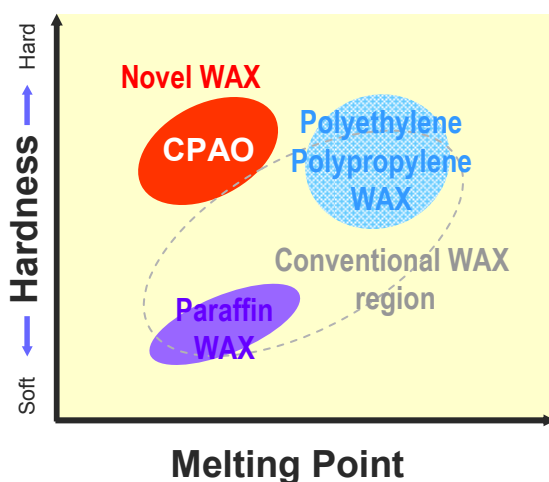 Hard
Hardness
Soft
Novel WAX
CPAO
Polyethylene
Polypropylene
WAX
Conventional WAX
region
Paraffin
WAX
Melting Point